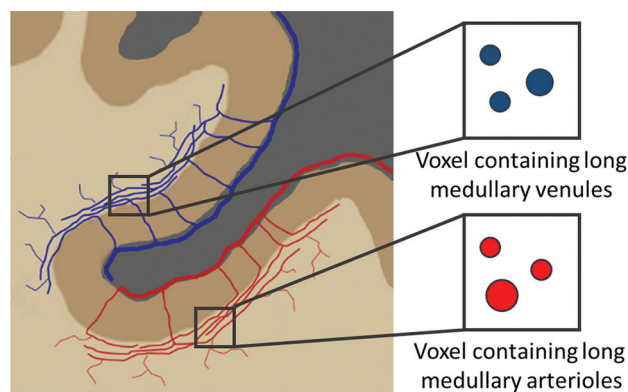 Voxel containing long
medullary venules
Voxel containing long
medullary arterioles